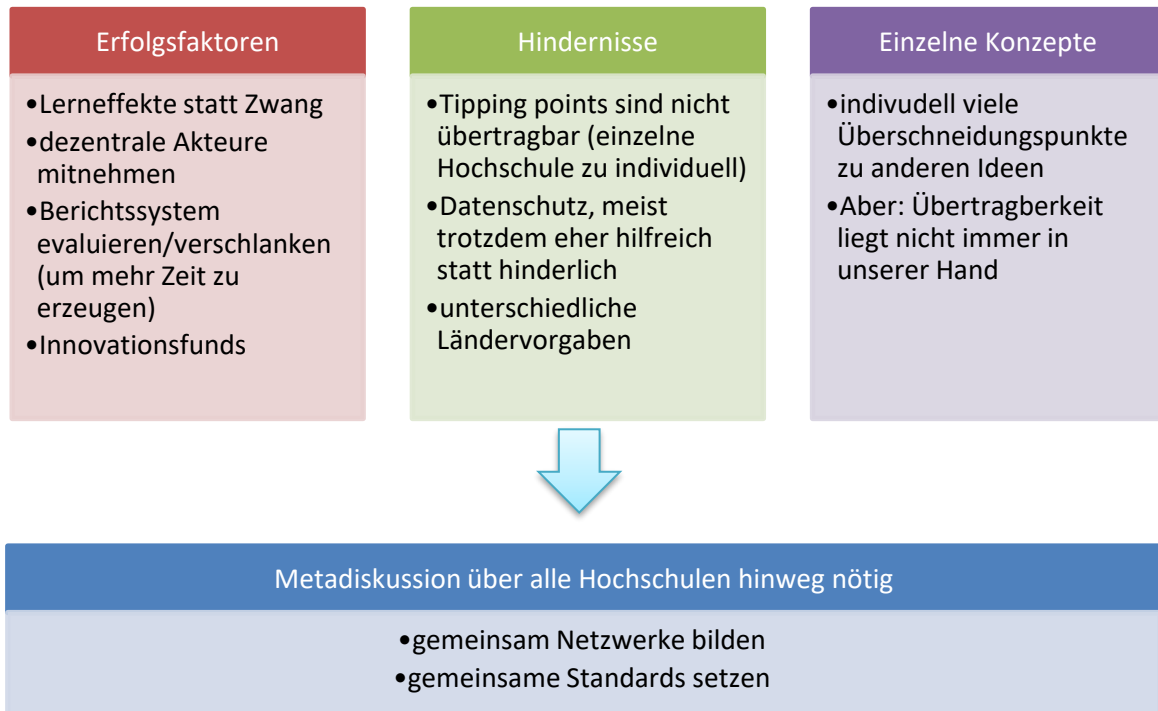 Erfolgsfaktoren
•Lerneffekte statt Zwang
•dezentrale Akteure
mitnehmen
•Berichtssystem
evaluieren/verschlanken
(um mehr Zeit zu
erzeugen)
•Innovationsfunds
Hindernisse
•Tipping points sind nicht
übertragbar (einzelne
Hochschule zu individuell)
•Datenschutz, meist
trotzdem eher hilfreich
statt hinderlich
•unterschiedliche
Ländervorgaben
Einzelne Konzepte
•indivudell viele
Überschneidungspunkte
zu anderen Ideen
•Aber: Übertragberkeit
liegt nicht immer in
unserer Hand
Metadiskussion über alle Hochschulen hinweg nötig
•gemeinsam Netzwerke bilden
•gemeinsame Standards setzen